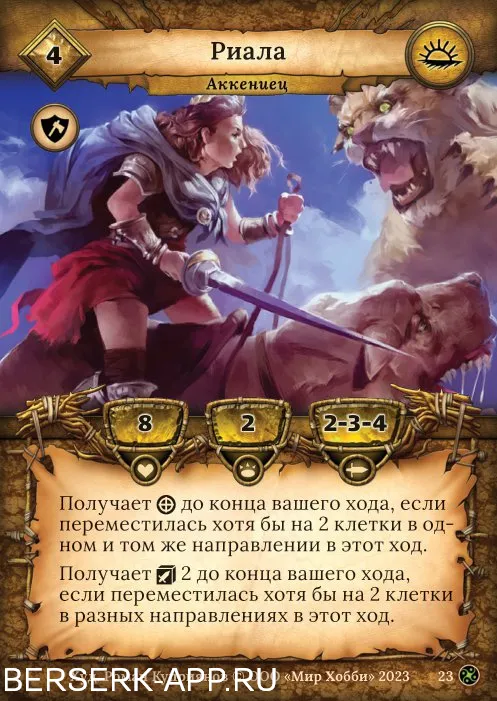 4
Риала
Аккениец
8
2
2-3-4
Получает до конца вашего хода, если
переместилась хотя бы на 2 клетки в од-
ном и том же направлении в этот ход.
Получает 2 до конца вашего хода,
если переместилась хотя бы на 2 клетки
в разных направлениях в этот ход.
ООО «Мир Хобби» 2023
23
BERSERK-APP.РУ